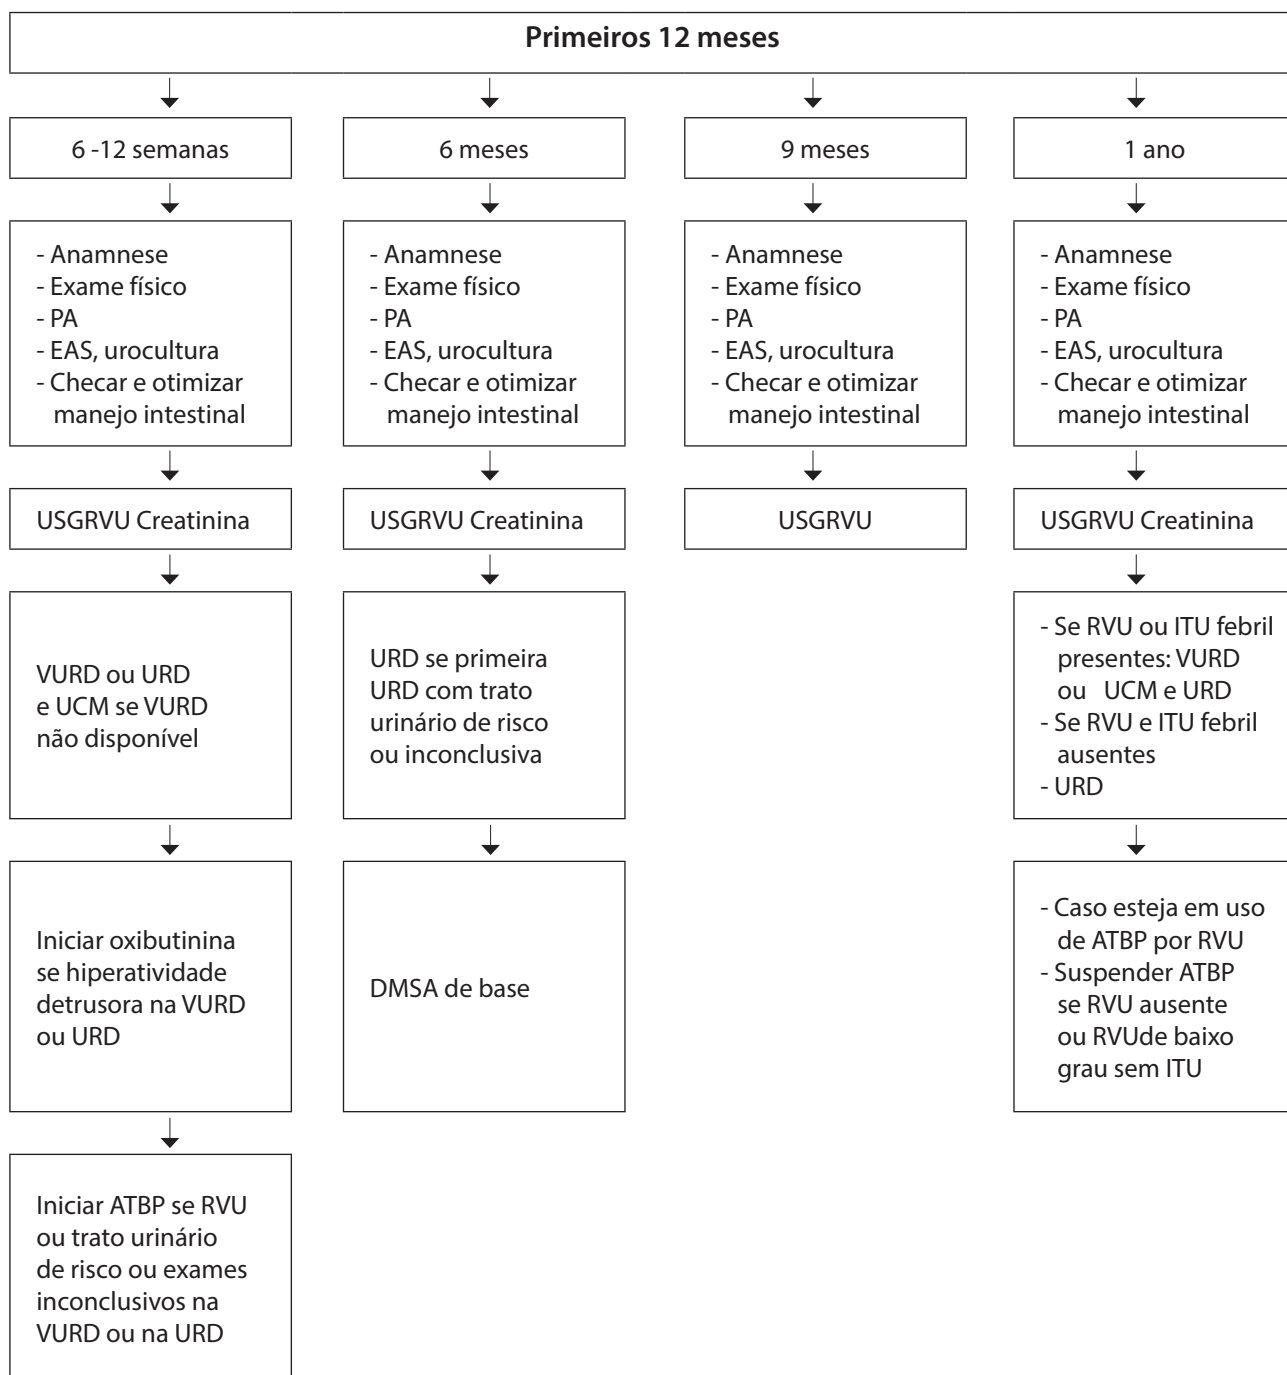 Primeiros 12 meses
6 -12 semanas
- Anamnese
- Exame físico
- PA
- EAS, urocultura
- Checar e otimizar
manejo intestinal
USGRVU Creatinina
VURD ou URD
e UCM se VURD
não disponível
Iniciar oxibutinina
se hiperatividade
detrusora na VURD
ou URD
Iniciar ATBP se RVU
ou trato urinário
de risco ou exames
inconclusivos na
VURD ou na URD
6 meses
- Anamnese
- Exame físico
- PA
- EAS, urocultura
- Checar e otimizar
manejo intestinal
USGRVU Creatinina
URD se primeira
URD com trato
urinário de risco
ou inconclusiva
DMSA de base
9 meses
- Anamnese
- Exame físico
- PA
- EAS, urocultura
- Checar e otimizar
manejo intestinal
USGRVU
1 ano
- Anamnese
- Exame físico
- PA
- EAS, urocultura
- Checar e otimizar
manejo intestinal
USGRVU Creatinina
- Se RVU ou ITU febril
presentes: VURD
ou UCM e URD
- Se RVU e ITU febril
ausentes
- URD
- Caso esteja em uso
de ATBP por RVU
- Suspender ATBP
se RVU ausente
ou RVUde baixo
grau sem ITU